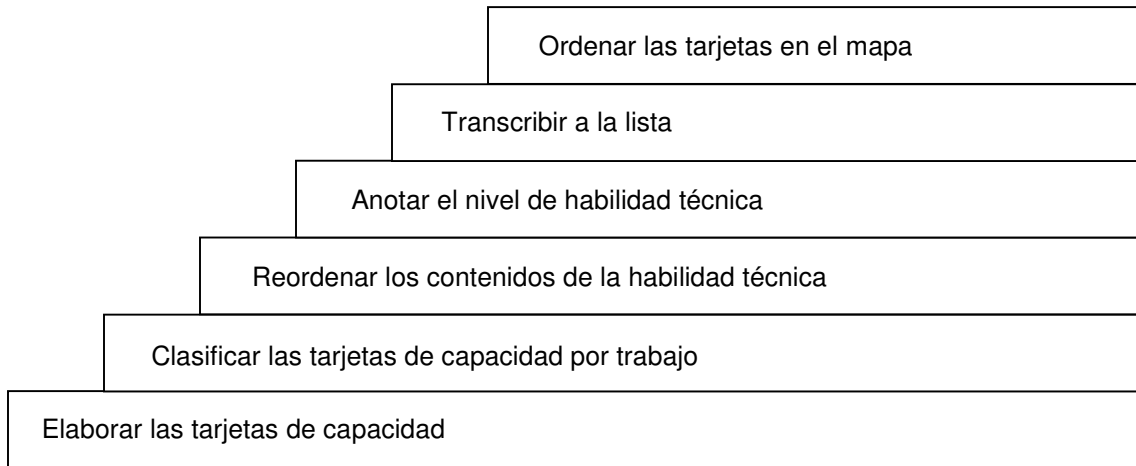 Ordenar las tarjetas en el mapa
Transcribir a la lista
Anotar el nivel de habilidad técnica
Reordenar los contenidos de la habilidad técnica
Clasificar las tarjetas de capacidad por trabajo
Elaborar las tarjetas de capacidad